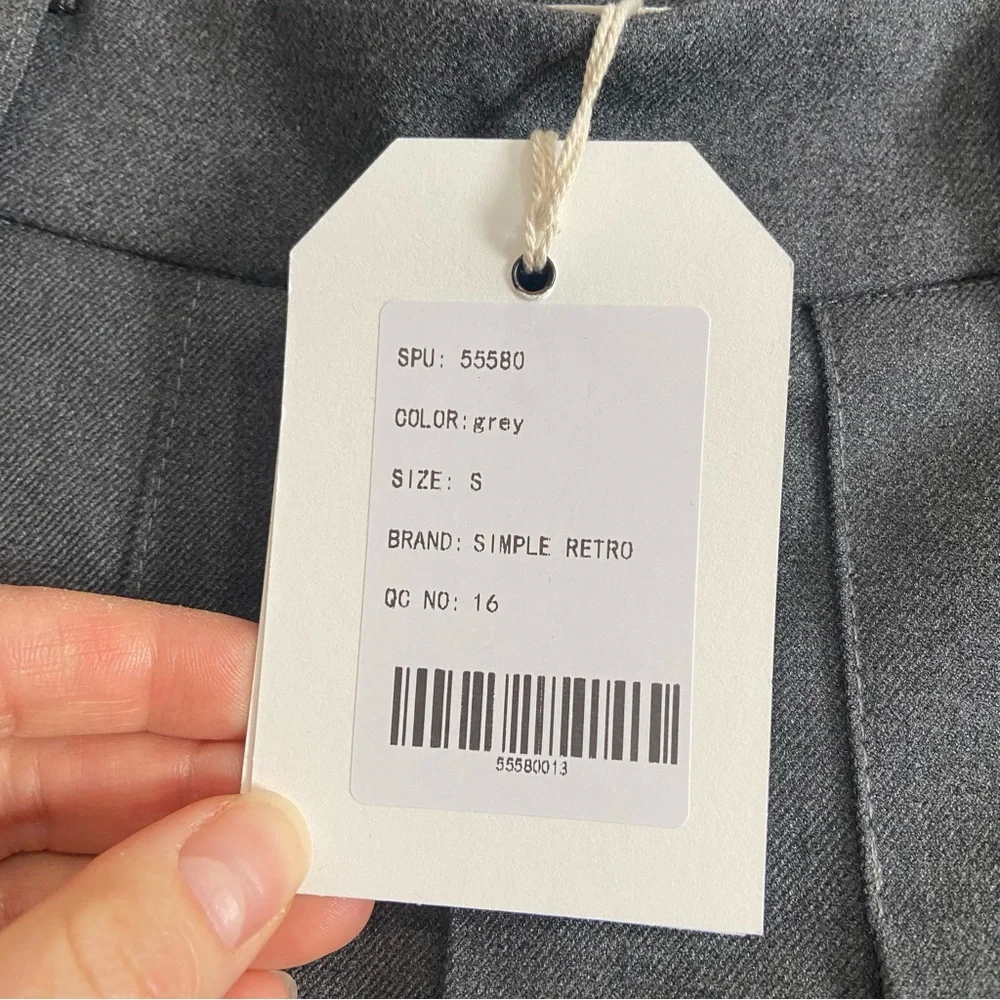 SPU: 55580
COLOR:grey
SIZE: S
BRAND: SIMPLE RETRO
QC NO: 16
55580013